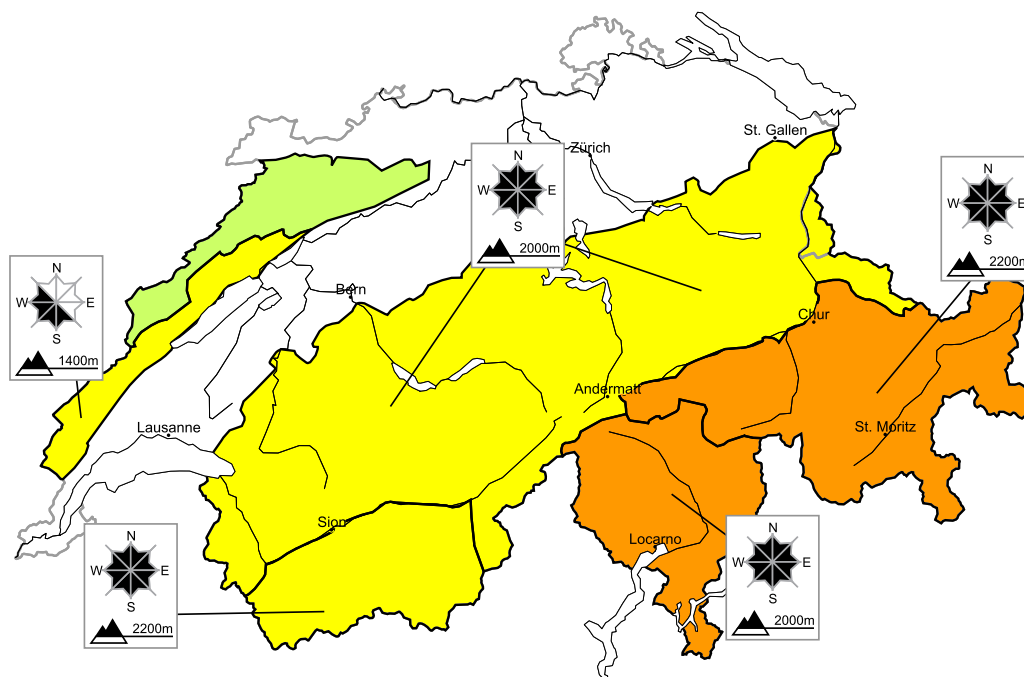 St. Gallen
Zürich
N
W E
S
2000m
N
W E
S
2200m
N
W E
S
1400m
Bern
Chur
Andermatt
Lausanne
St. Moritz
Sion
Locarno
N
W E
S
2200m
N
W E
S
2000m